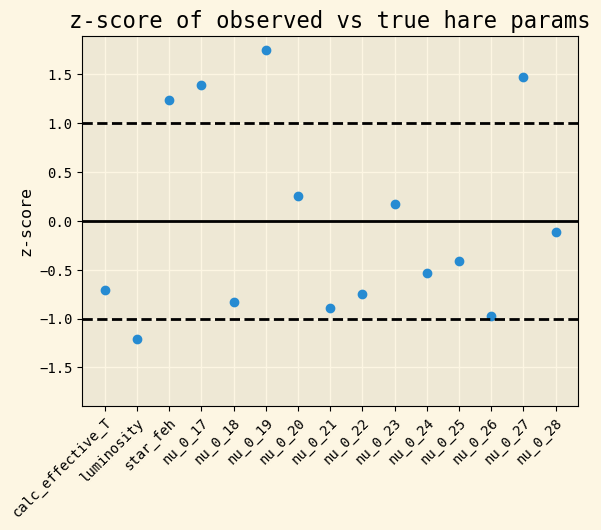 z-score of observed vs true hare params
z-score
1.5
1.0
0.5
0.0
−0.5
−1.0
−1.5
calc_effective_T
luminosity
star_feh
nu_0_17
nu_0_18
nu_0_19
nu_0_20
nu_0_21
nu_0_22
nu_0_23
nu_0_24
nu_0_25
nu_0_26
nu_0_27
nu_0_28